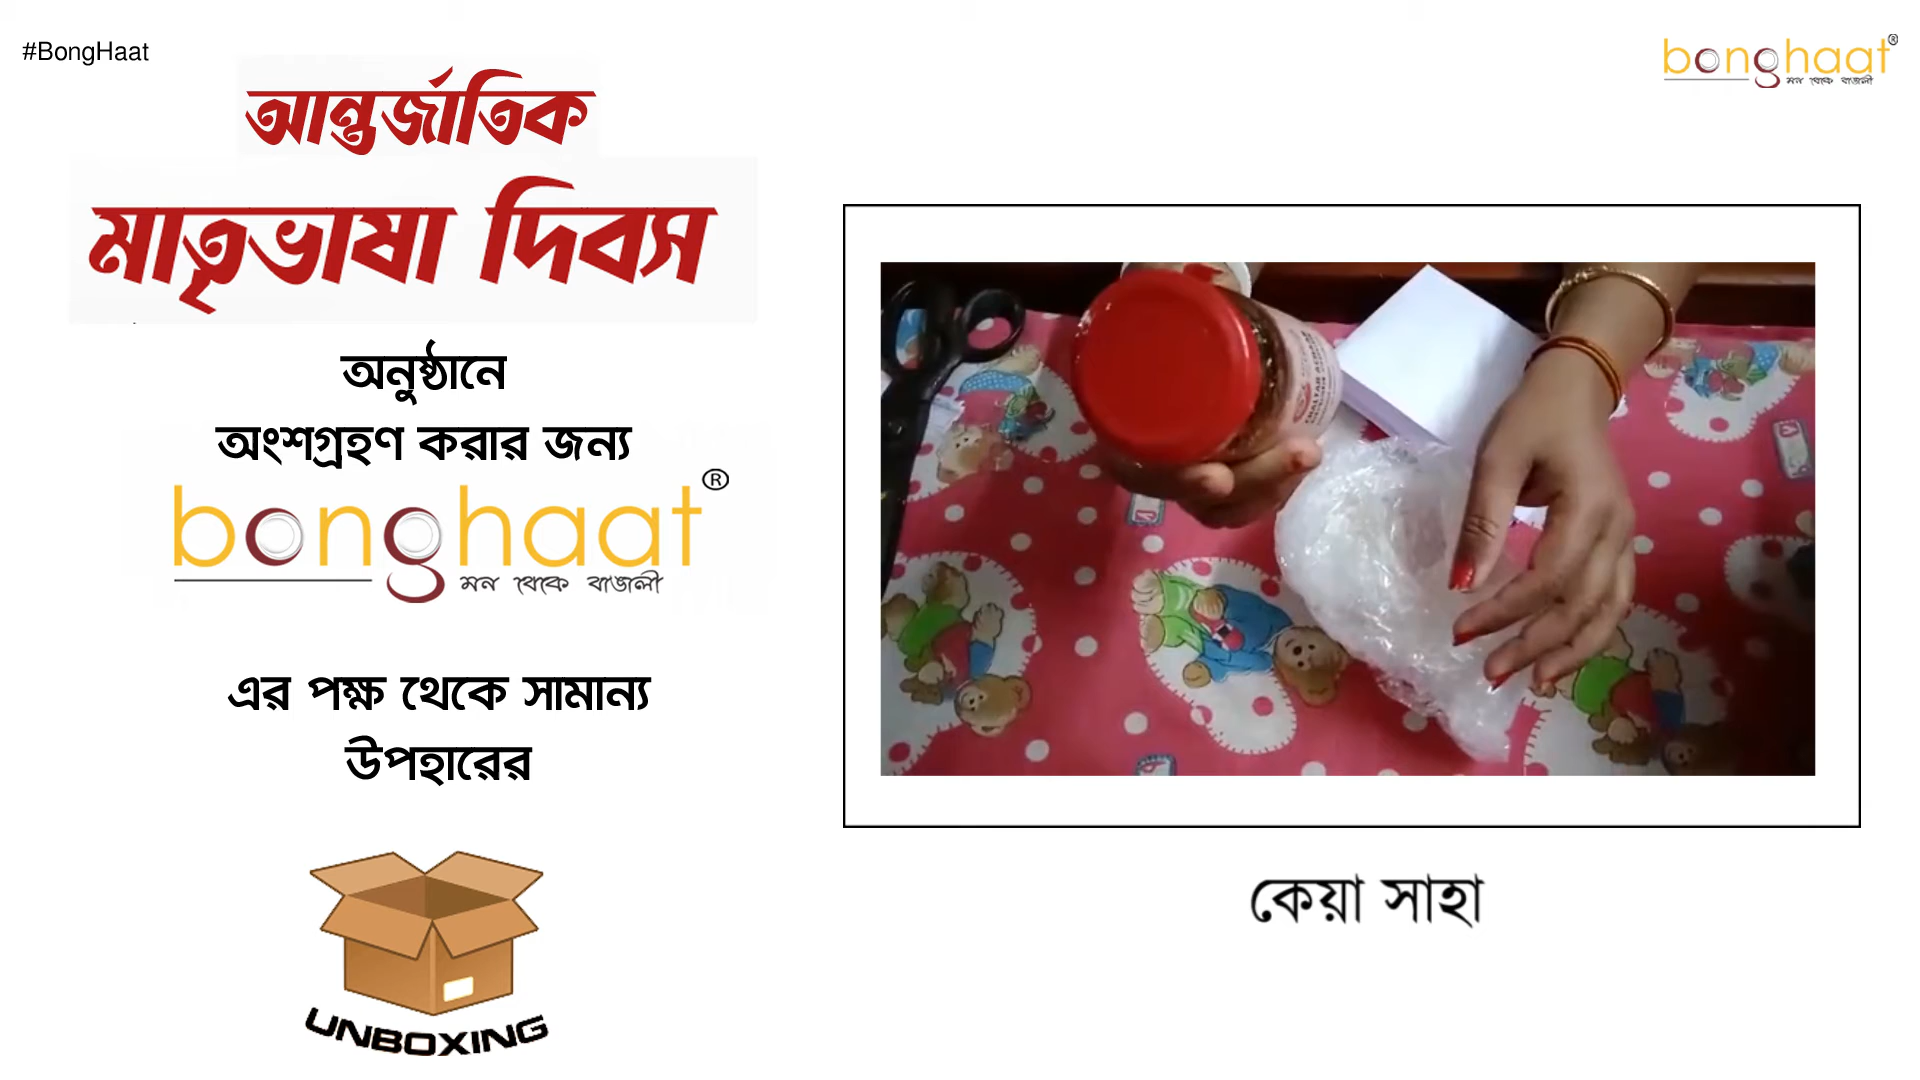 #BongHaat
bonghaat®
মন থেকে বাঙালী
আন্তর্জাতিক
মাতৃভাষা দিবস
অনুষ্ঠানে
অংশগ্রহণ করার জন্য
bonghaat®
মন থেকে বাঙালী
এর পক্ষ থেকে সামান্য
উপহারের
UNBOXING
কেয়া সাহা